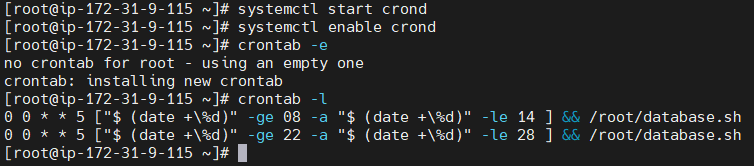 [root@ip-172-31-9-115 ~]# systemctl start crond
[root@ip-172-31-9-115 ~]# systemctl enable crond
[root@ip-172-31-9-115 ~]# crontab -e
no crontab for root - using an empty one
crontab: installing new crontab
[root@ip-172-31-9-115 ~]# crontab -l
0 0 * * 5 ["$ (date +\%d)" -ge 08 -a "$ (date +\%d)" -le 14 ] && /root/database.sh
0 0 * * 5 ["$ (date +\%d)" -ge 22 -a "$ (date +\%d)" -le 28 ] && /root/database.sh
[root@ip-172-31-9-115 ~]#